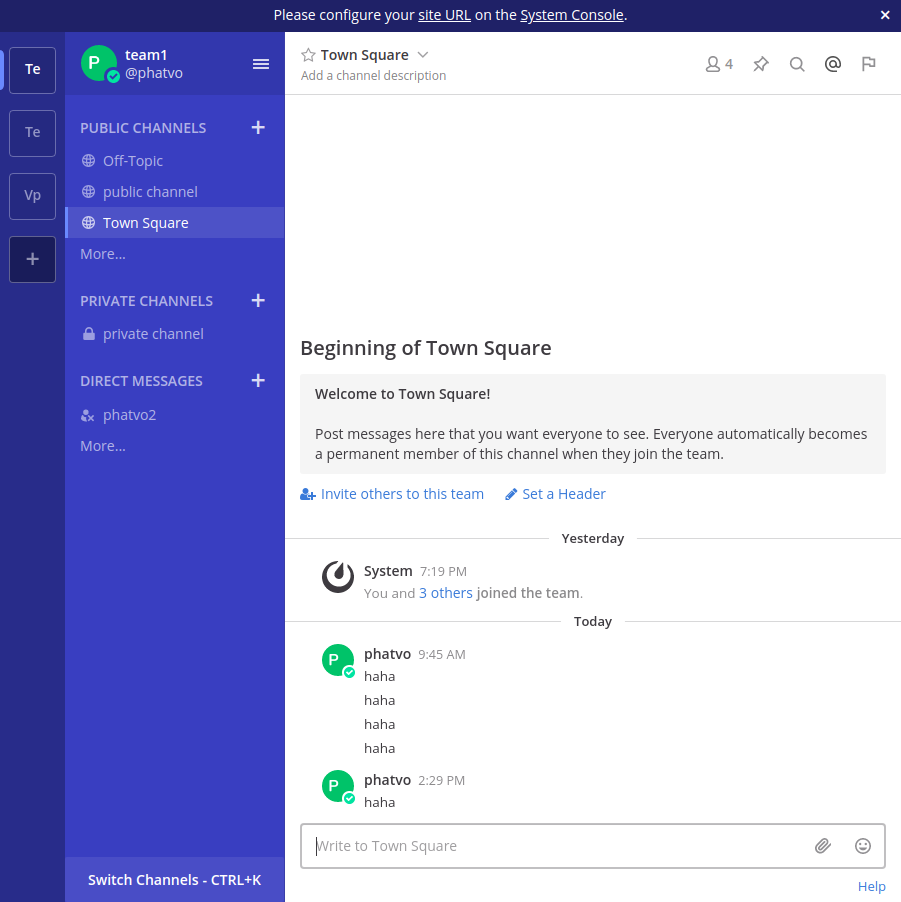 Please configure your site URL on the System Console.
×
Te
Te
Vp
+
P
team1
@phatvo
PUBLIC CHANNELS +
Off-Topic
public channel
Town Square
More...
PRIVATE CHANNELS +
private channel
DIRECT MESSAGES +
phatvo2
More...
Switch Channels - CTRL+K
Town Square
Add a channel description
4
@
Beginning of Town Square
Welcome to Town Square!
Post messages here that you want everyone to see. Everyone automatically becomes
a permanent member of this channel when they join the team.
Invite others to this team Set a Header
Yesterday
System 7:19 PM
You and 3 others joined the team.
Today
P
phatvo 9:45 AM
haha
haha
haha
haha
P
phatvo 2:29 PM
haha
Write to Town Square
Help